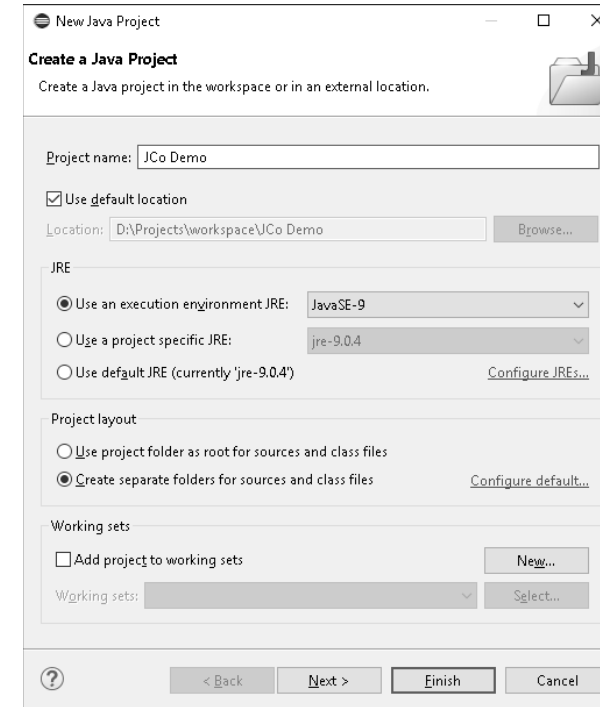 New Java Project
Create a Java Project
Create a Java project in the workspace or in an external location.
Project name: JCo Demo
Use default location
Location: D:\Projects\workspace\JCo Demo Browse...
JRE
Use an execution environment JRE: JavaSE-9
Use a project specific JRE: jre-9.0.4
Use default JRE (currently 'jre-9.0.4') Configure JREs...
Project layout
Use project folder as root for sources and class files
Create separate folders for sources and class files Configure default...
Working sets
Add project to working sets New...
Working sets: Select...
? < Back Next > Finish Cancel